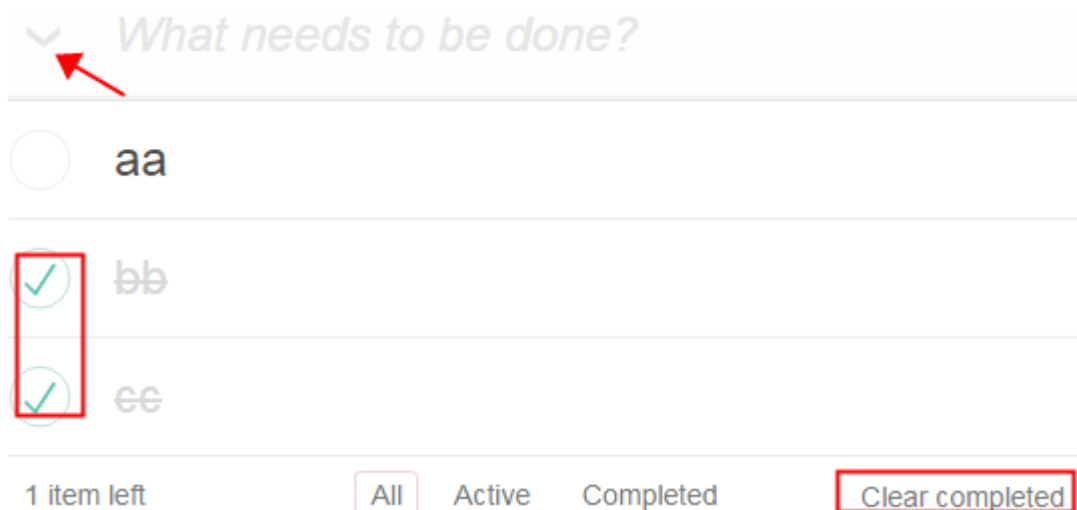 What needs to be done?
aa
bb
cc
1 item left All Active Completed Clear completed